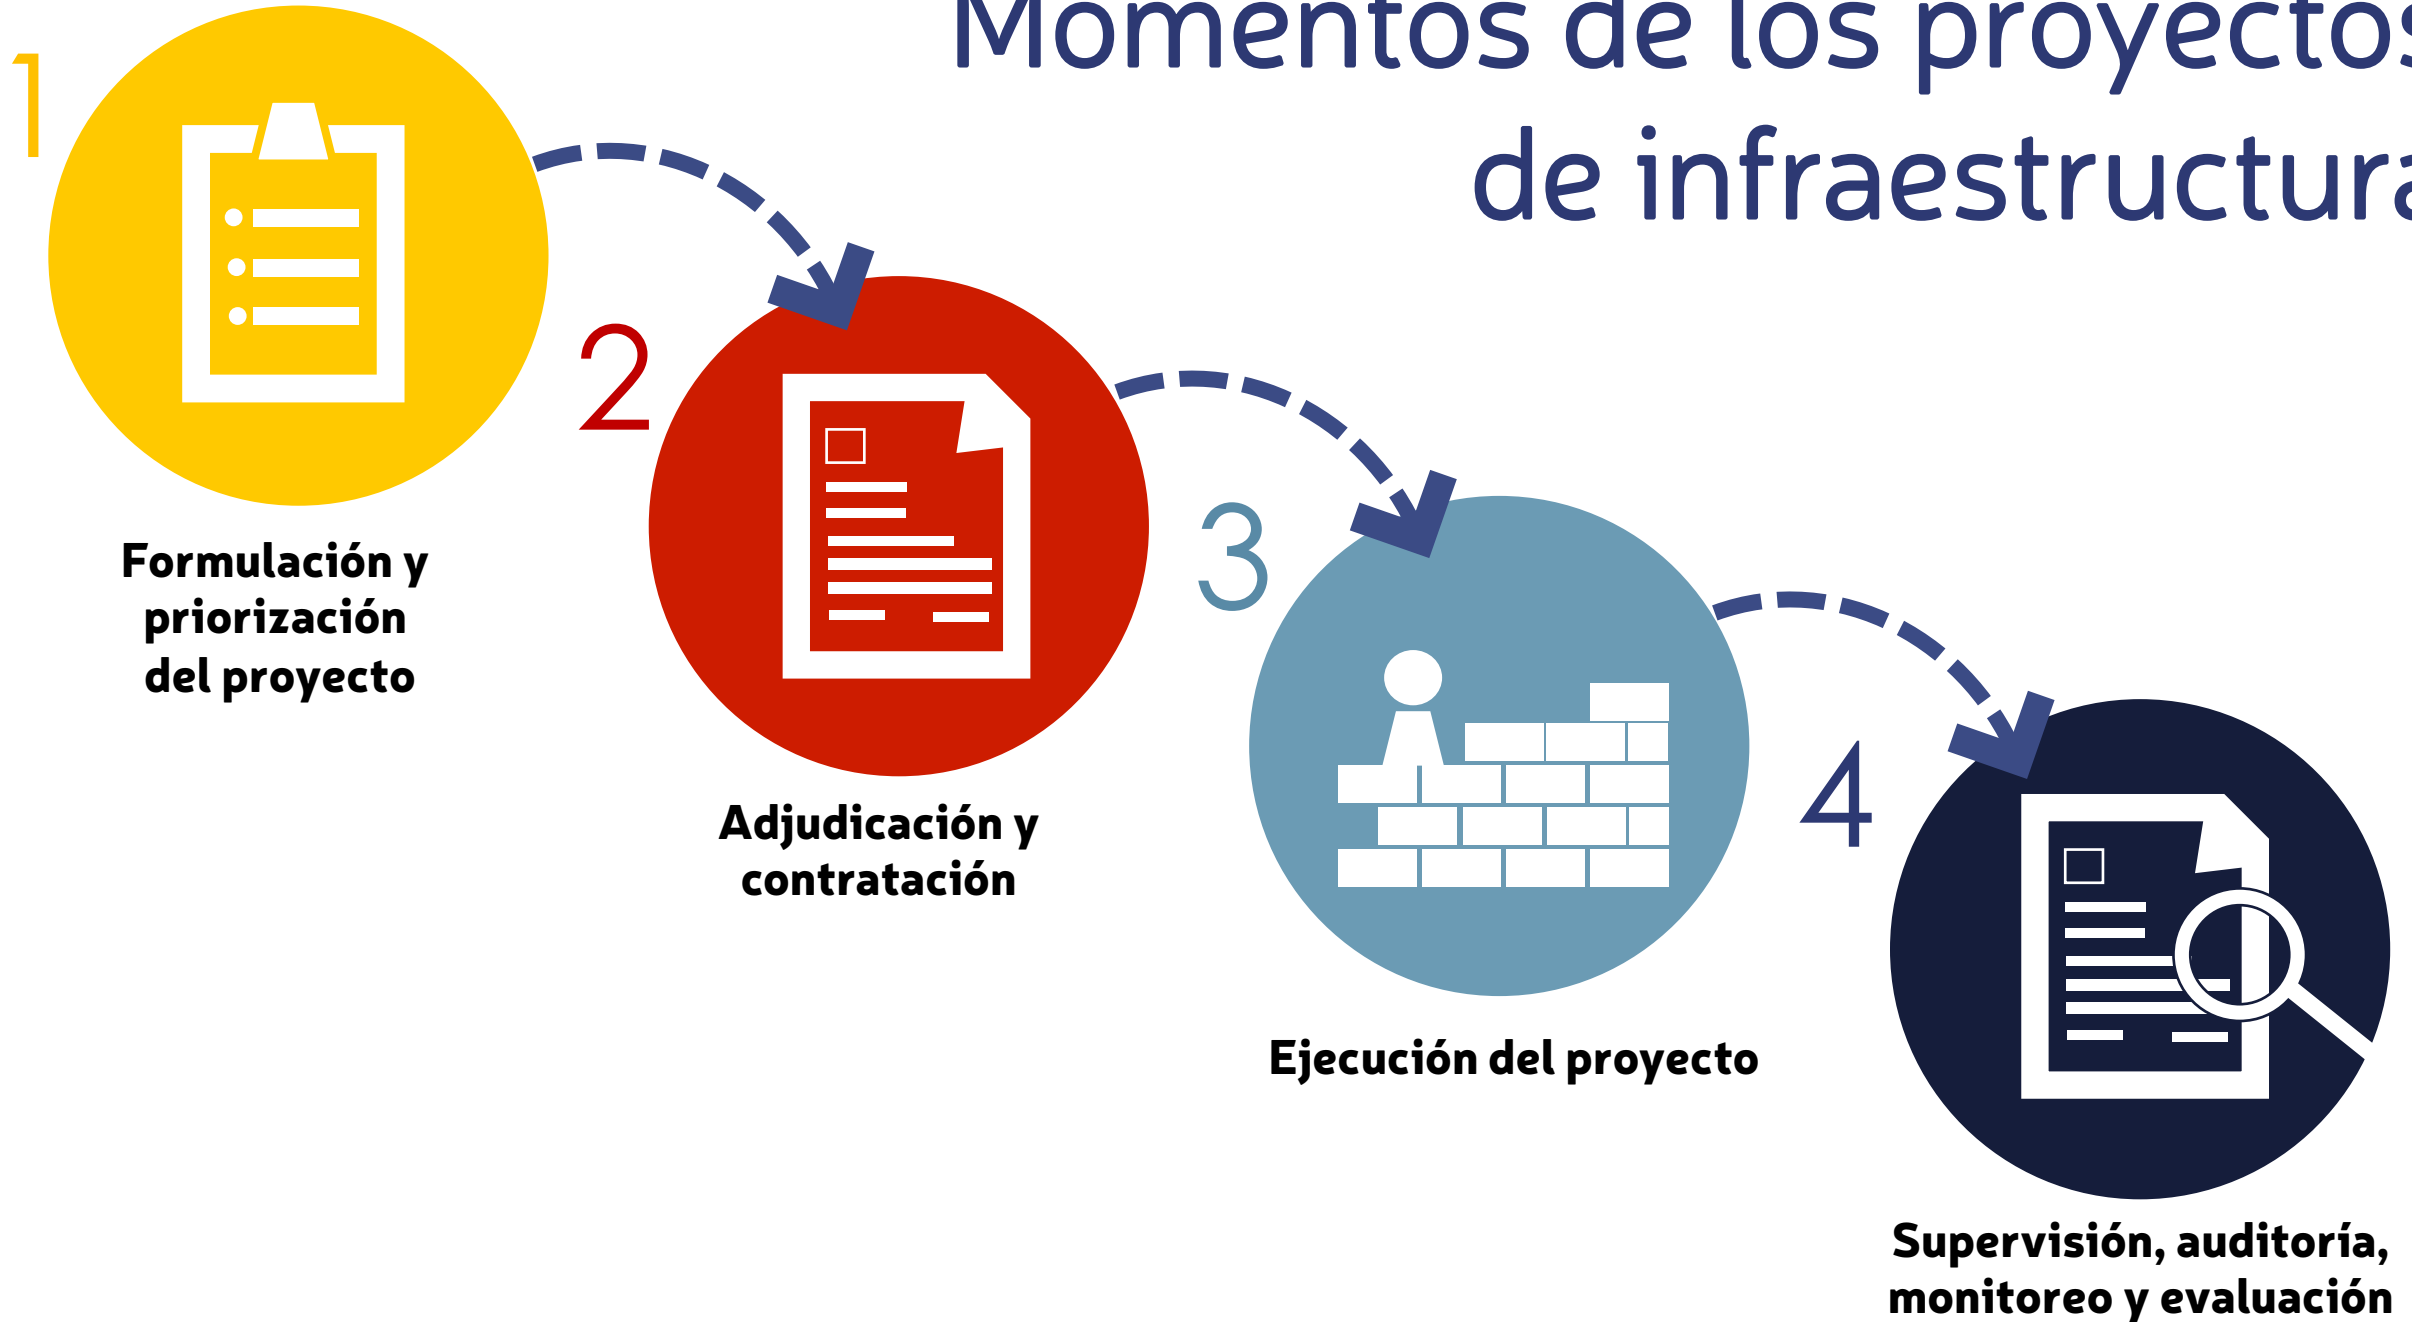 Momentos de los proyectos
de infraestructura
1
Formulación y
priorización
del proyecto
2
Adjudicación y
contratación
3
Ejecución del proyecto
4
Supervisión, auditoría,
monitoreo y evaluación